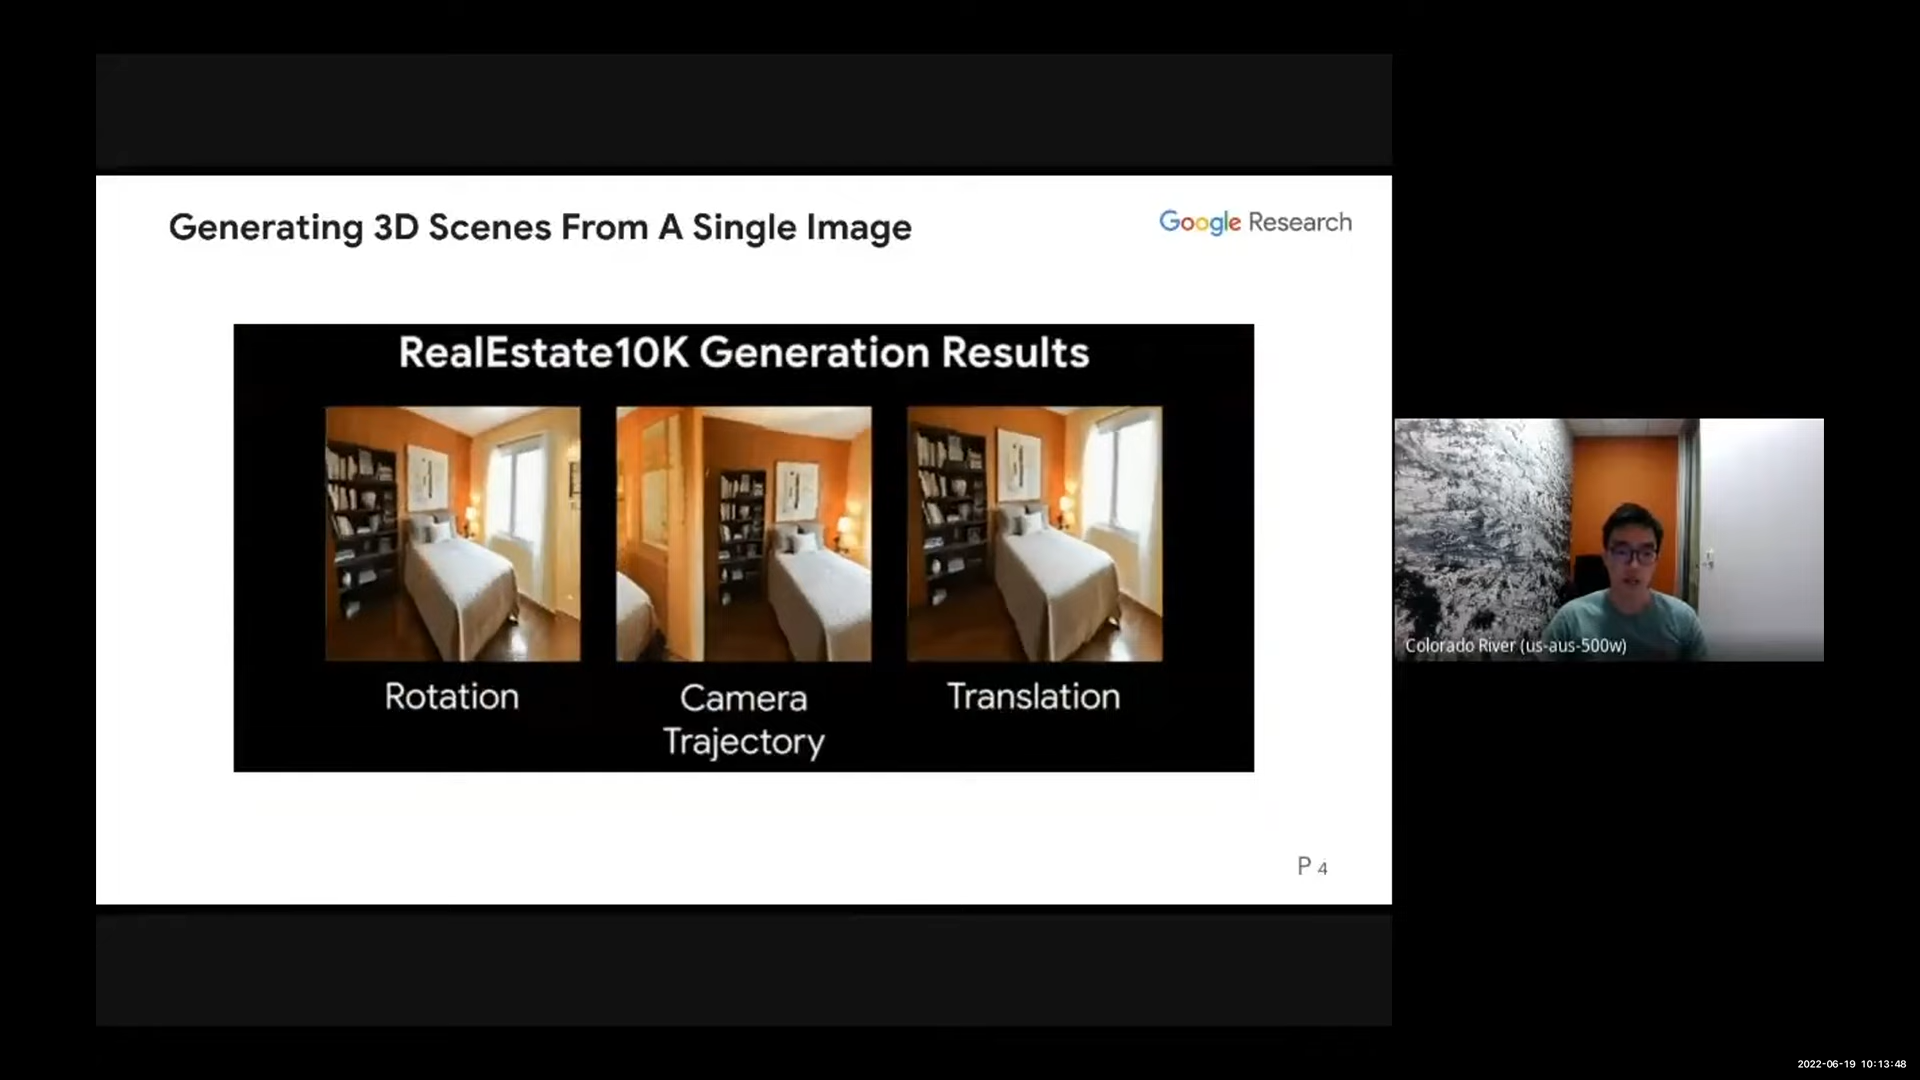 Generating 3D Scenes From A Single Image
Google Research
RealEstate10K Generation Results
Rotation
Camera
Trajectory
Translation
Colorado River (us-aus-500w)
P 4
2022-06-19 10:13:48